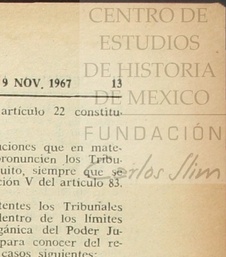 CENTRO DE
ESTUDIOS
DE HISTORIA
DE MEXICO
FUNDACIÓN
Carlos Slim
9 NOV. 1967 13
artículo 22 constitu-
ciones que en mate-
pronuncien los Tribu-
uito, siempre que se
ción V del artículo 83.
tentes los Tribunales
dentro de los límites
gánica del Poder Ju-
para conocer del re-
casos siguientes: